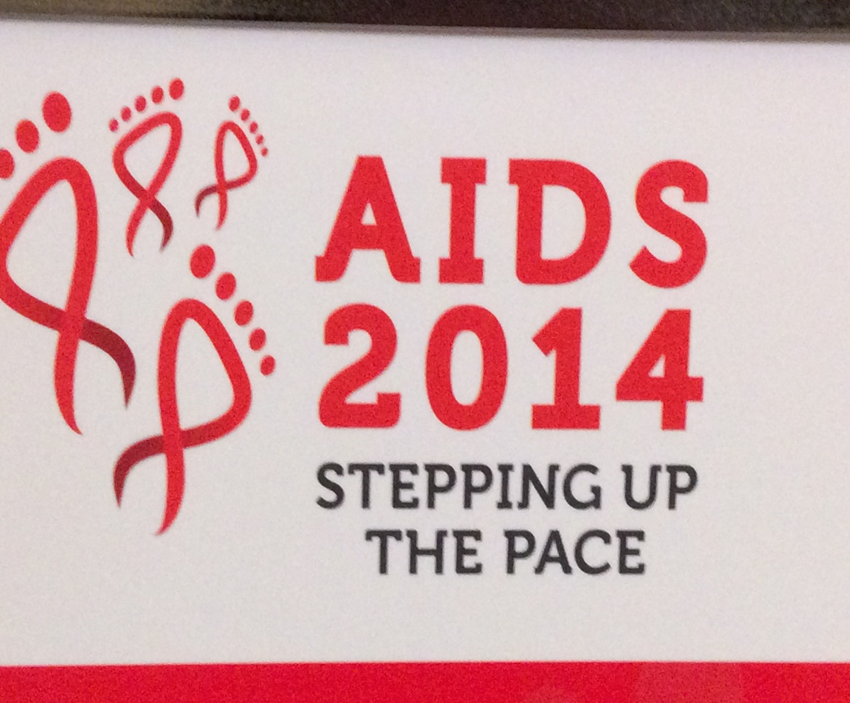 AIDS
2014
STEPPING UP
THE PACE